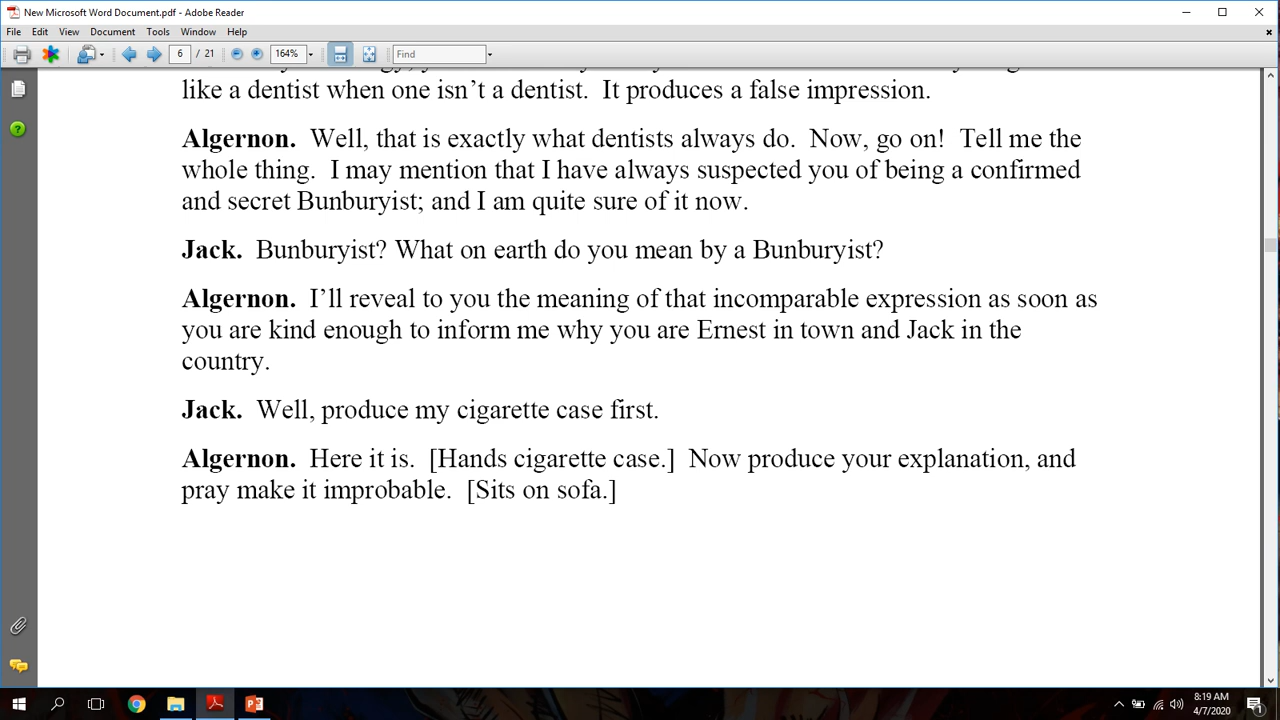 New Microsoft Word Document.pdf - Adobe Reader
File Edit View Document Tools Window Help
6 / 21 164% Find
like a dentist when one isn’t a dentist.  It produces a false impression.
Algernon.  Well, that is exactly what dentists always do.  Now, go on!  Tell me the
whole thing.  I may mention that I have always suspected you of being a confirmed
and secret Bunburyist; and I am quite sure of it now.
Jack.  Bunburyist? What on earth do you mean by a Bunburyist?
Algernon.  I’ll reveal to you the meaning of that incomparable expression as soon as
you are kind enough to inform me why you are Ernest in town and Jack in the
country.
Jack.  Well, produce my cigarette case first.
Algernon.  Here it is.  [Hands cigarette case.]  Now produce your explanation, and
pray make it improbable.  [Sits on sofa.]
8:19 AM
4/7/2020